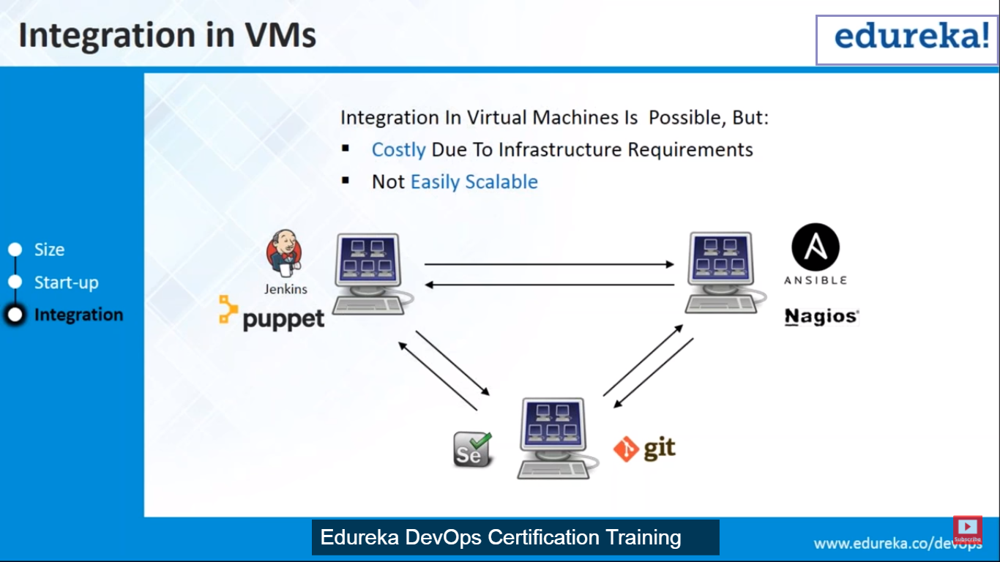 Integration in VMs
edureka!
Integration In Virtual Machines Is Possible, But:
Costly Due To Infrastructure Requirements
Not Easily Scalable
Size
Start-up
Integration
Jenkins
puppet
ANSIBLE
Nagios®
Se
git
Edureka DevOps Certification Training
www.edureka.co/devops
Subscribe